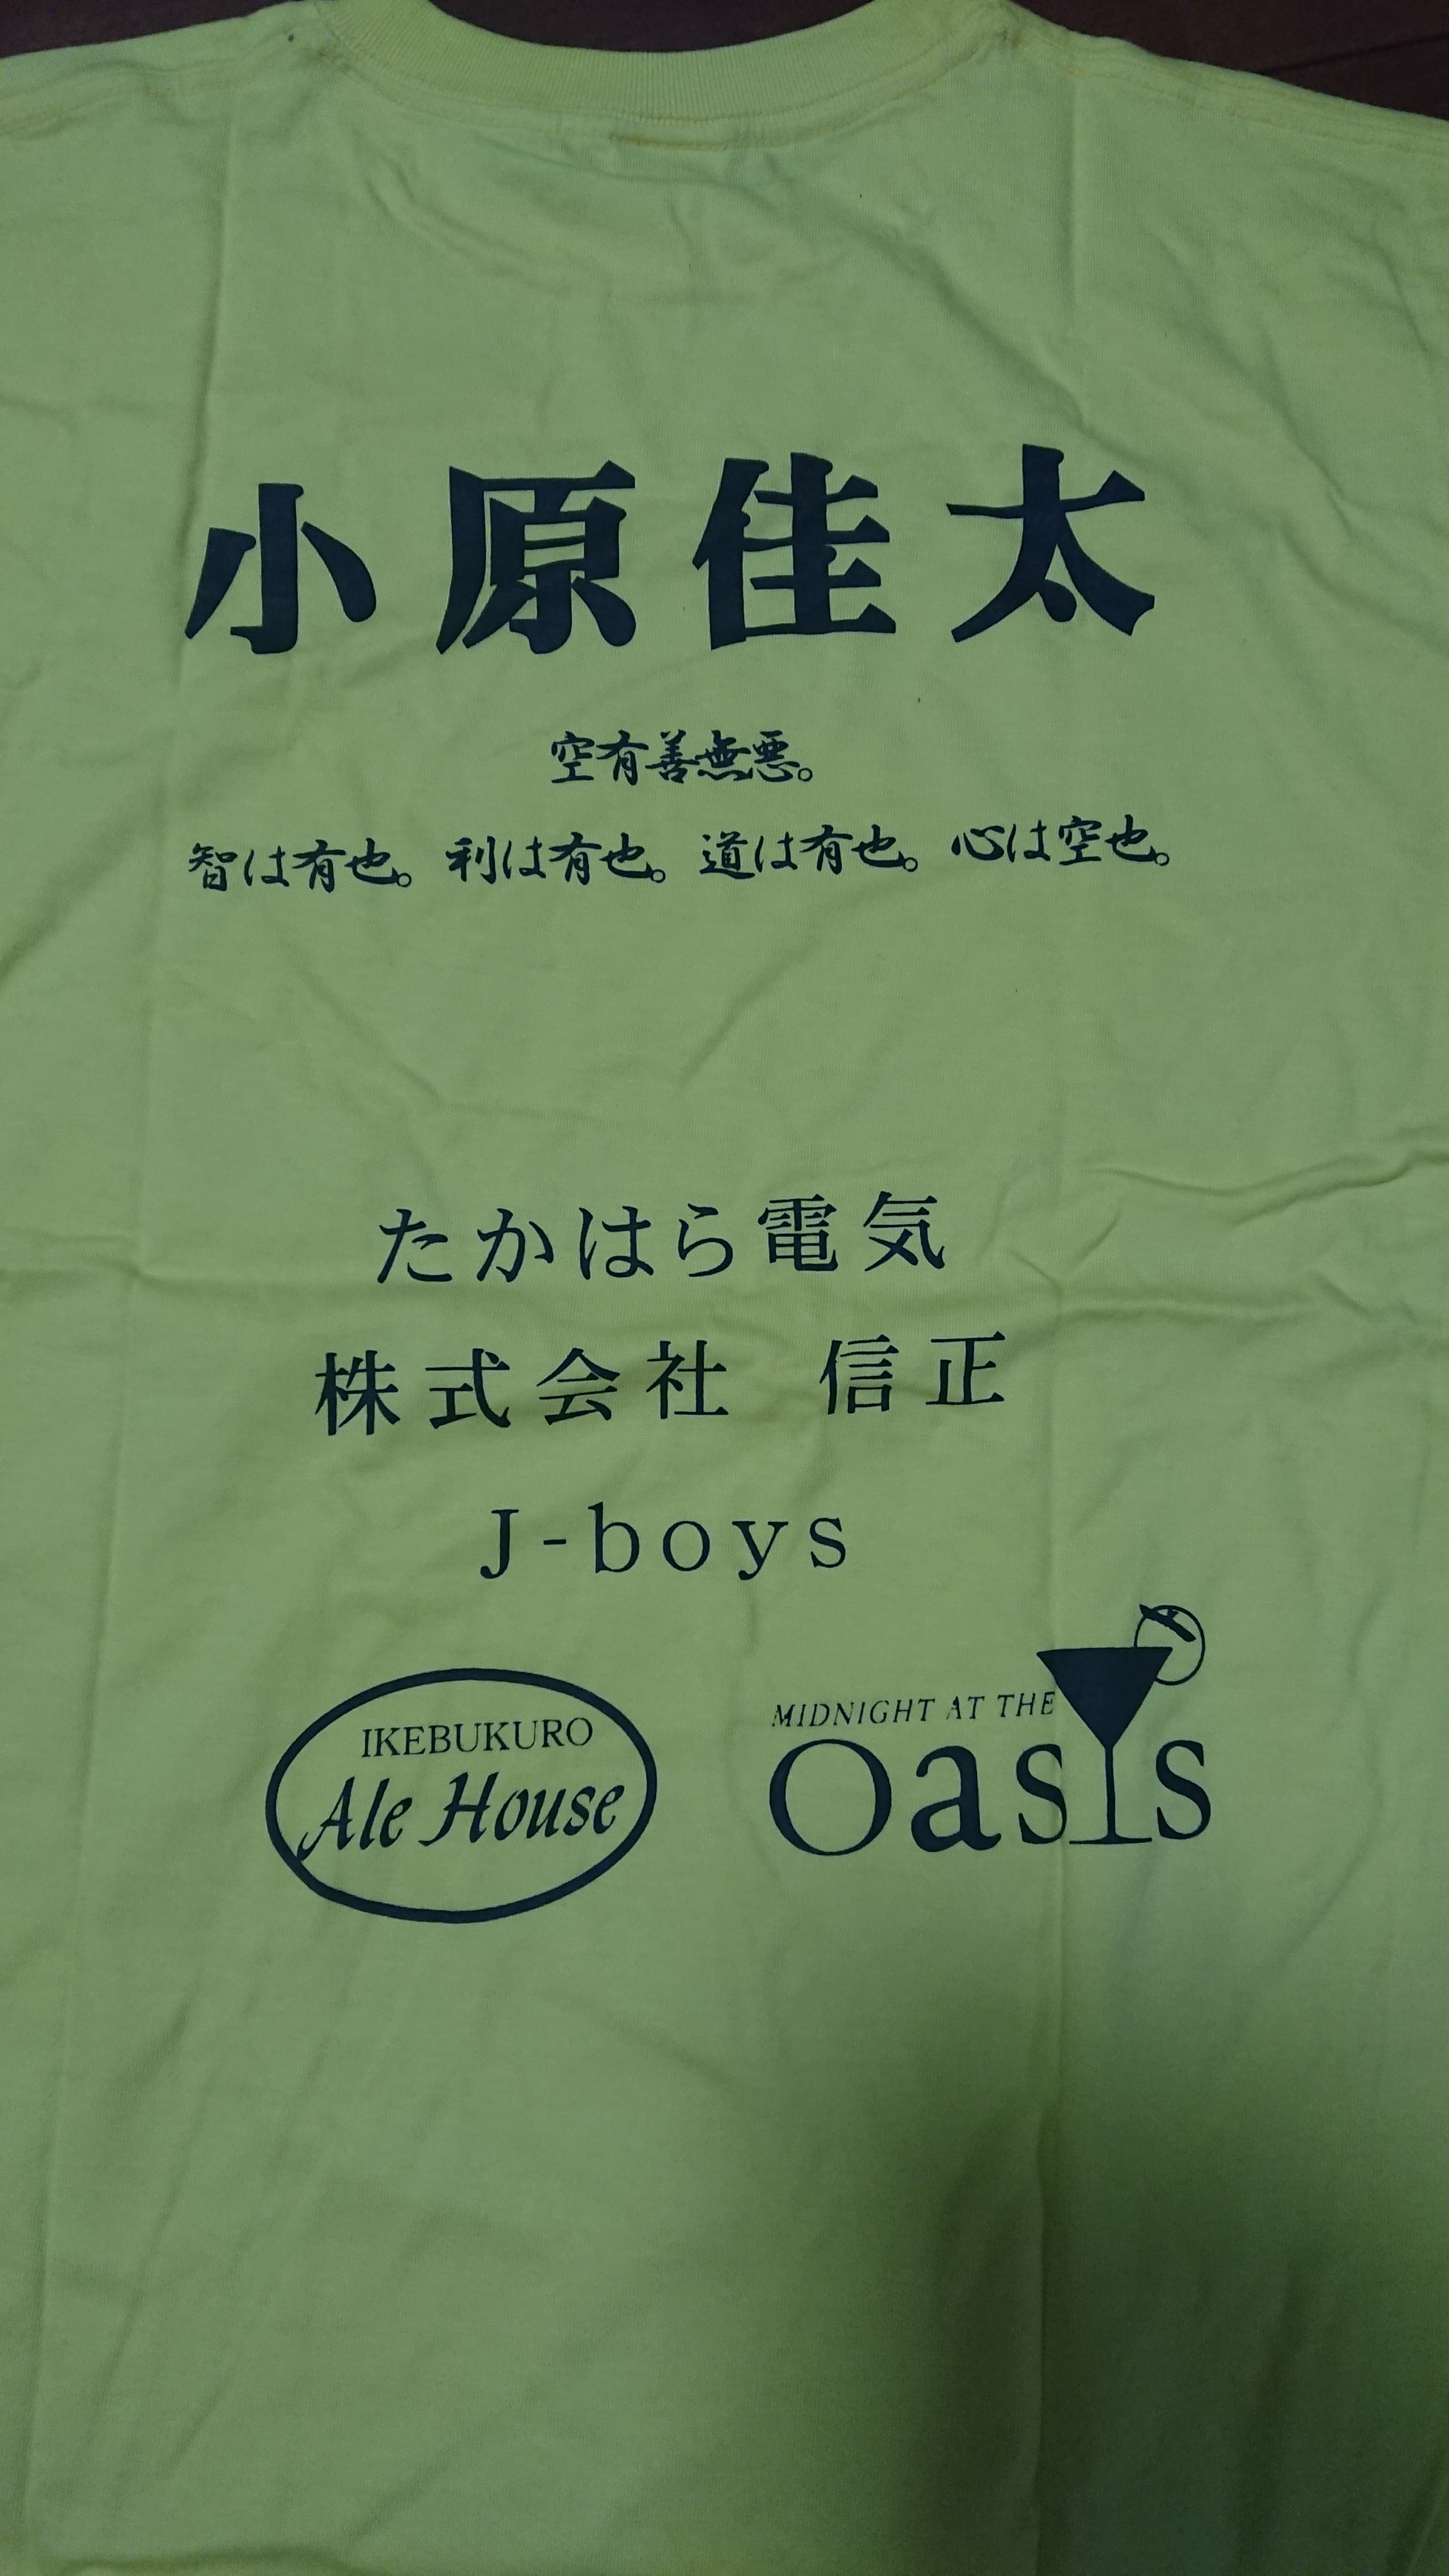 小原佳太
空有善無悪。
智は有也。利は有也。道は有也。心は空也。
たかはら電気
株式会社 信正
J-boys
IKEBUKURO
Ale House
MIDNIGHT AT THE
oasis